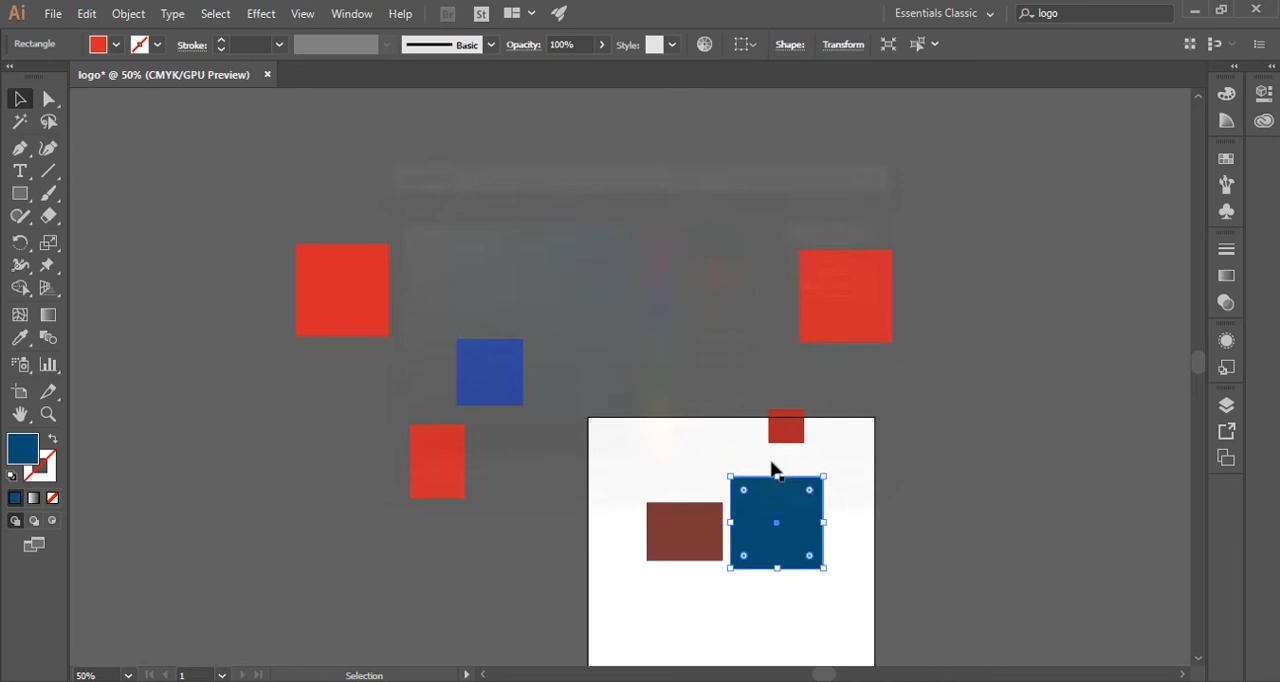 Ai File Edit Object Type Select Effect View Window Help Br St Essentials Classic logo
Rectangle Stroke: Basic Opacity: 100% Style: Shape: Transform
logo* @ 50% (CMYK/GPU Preview)
50% 1 Selection